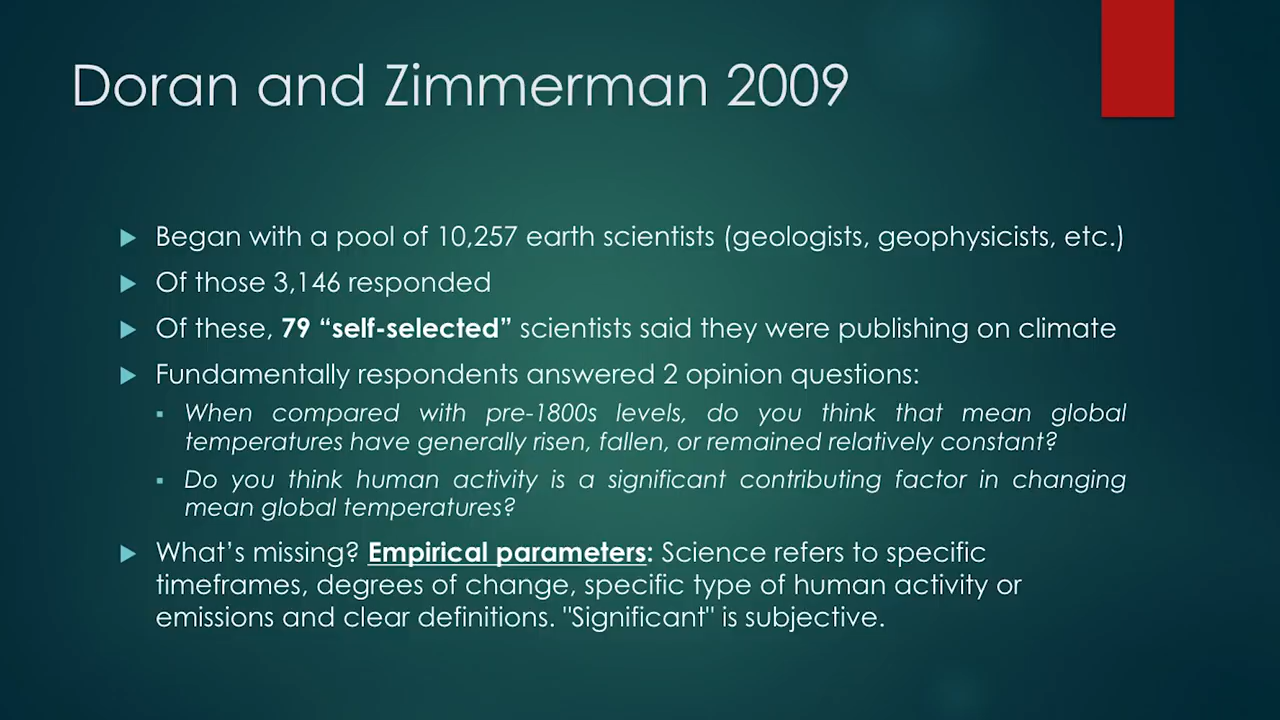 Doran and Zimmerman 2009
Began with a pool of 10,257 earth scientists (geologists, geophysicists, etc.)
Of those 3,146 responded
Of these, 79 “self-selected” scientists said they were publishing on climate
Fundamentally respondents answered 2 opinion questions:
When compared with pre-1800s levels, do you think that mean global
temperatures have generally risen, fallen, or remained relatively constant?
Do you think human activity is a significant contributing factor in changing
mean global temperatures?
What’s missing? Empirical parameters: Science refers to specific
timeframes, degrees of change, specific type of human activity or
emissions and clear definitions. "Significant" is subjective.